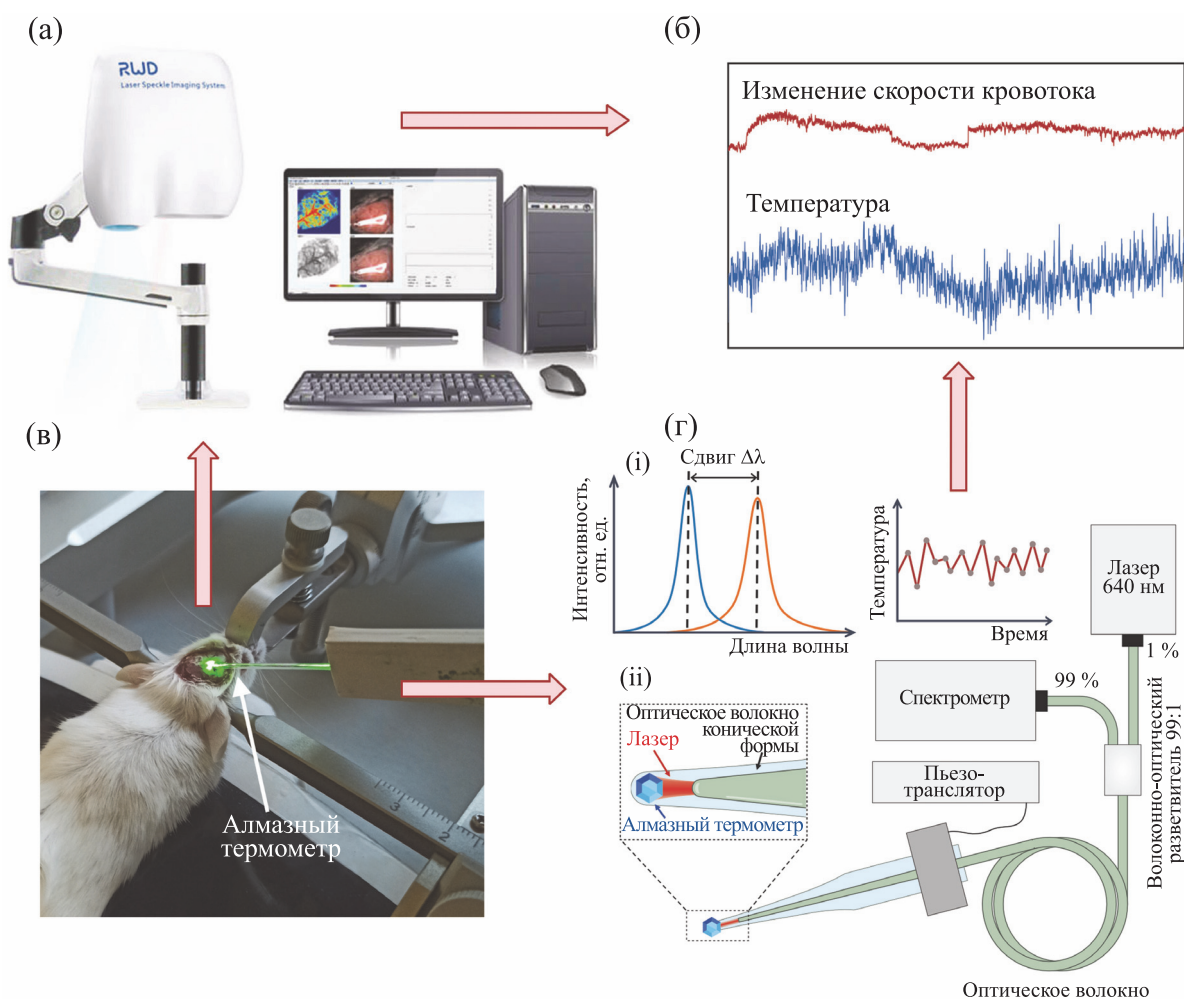 (а)
RWD
Laser Speckle Imaging System
(б)
Изменение скорости кровотока
Температура
(в)
Алмазный
термометр
3
2
(г)
(i)
Сдвиг Δλ
Интенсивность,
отн. ед.
Длина волны
Температура
Время
Лазер
640 нм
1 %
99 %
Спектрометр
Волоконно-оптический
разветвитель 99:1
Пьезо-
транслятор
(ii)
Оптическое волокно
конической
формы
Лазер
Алмазный термометр
Оптическое волокно